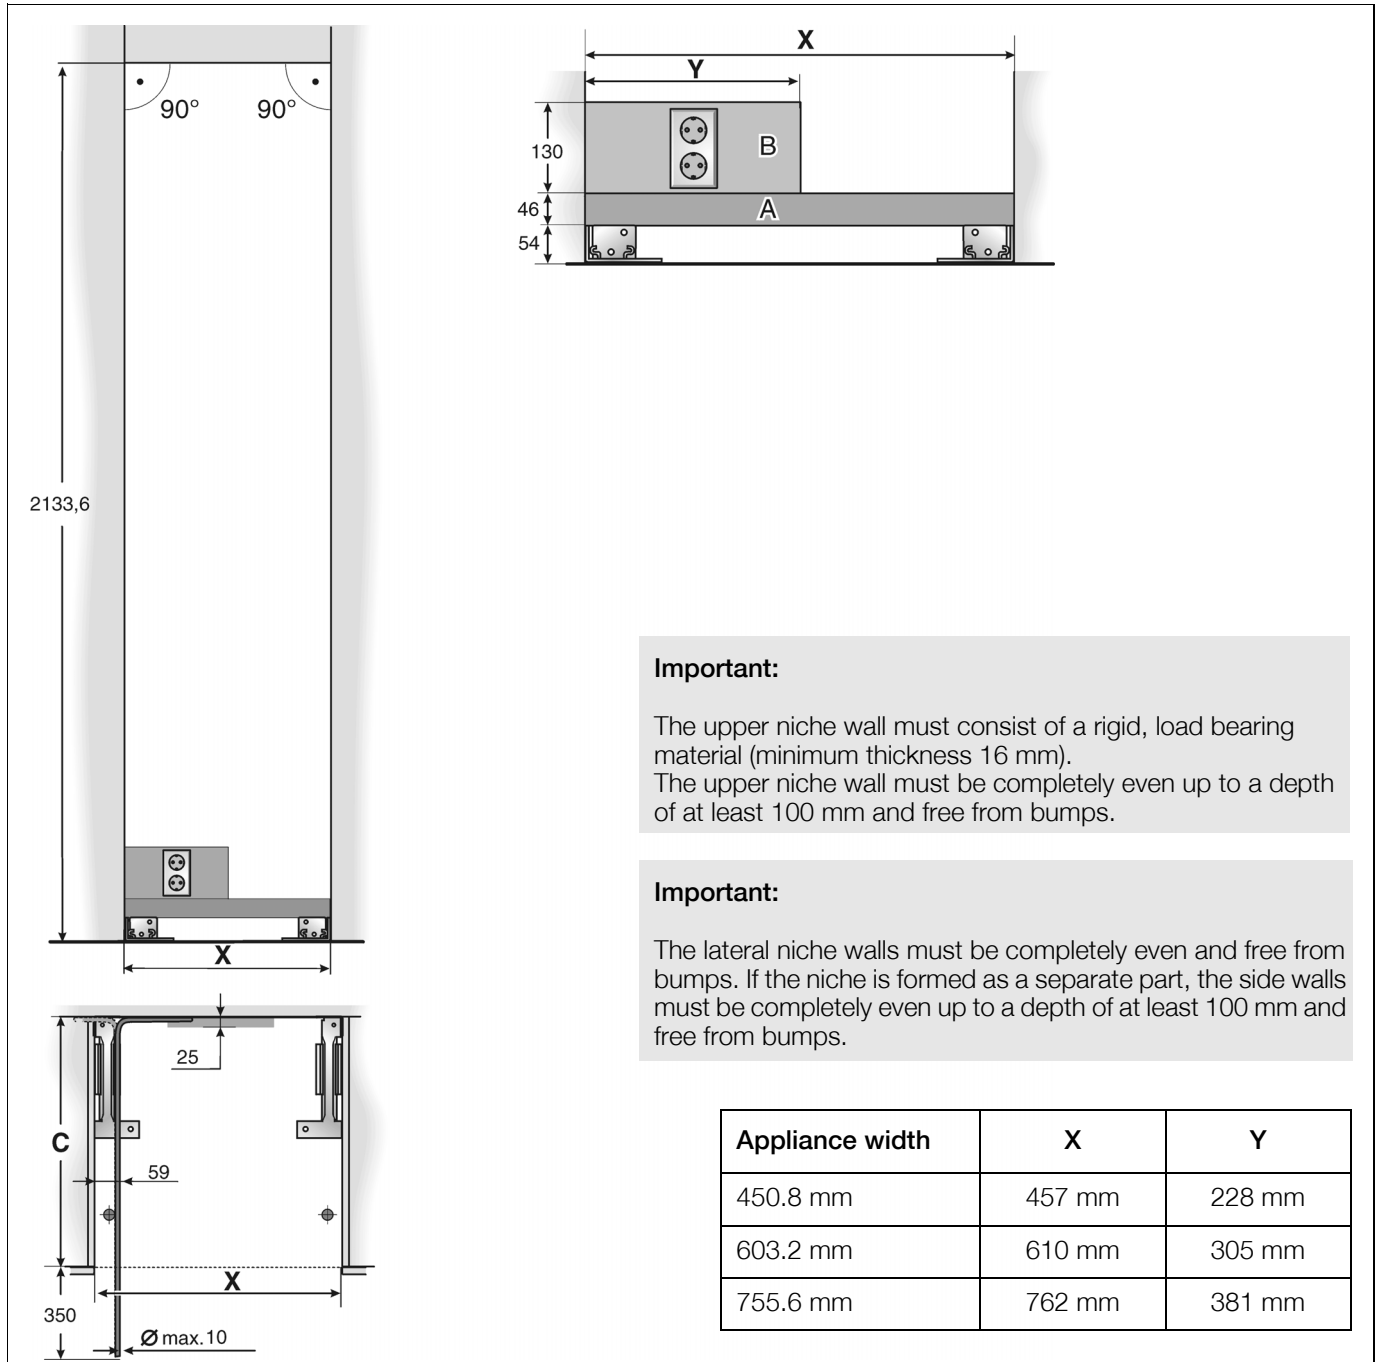 90°
90°
2133,6
X
X
Y
130
B
46
A
54
Important:
The upper niche wall must consist of a rigid, load bearing
material (minimum thickness 16 mm).
The upper niche wall must be completely even up to a depth
of at least 100 mm and free from bumps.
Important:
The lateral niche walls must be completely even and free from
bumps. If the niche is formed as a separate part, the side walls
must be completely even up to a depth of at least 100 mm and
free from bumps.
25
C
59
X
350
Ø max.10
Appliance width X Y
450.8 mm 457 mm 228 mm
603.2 mm 610 mm 305 mm
755.6 mm 762 mm 381 mm